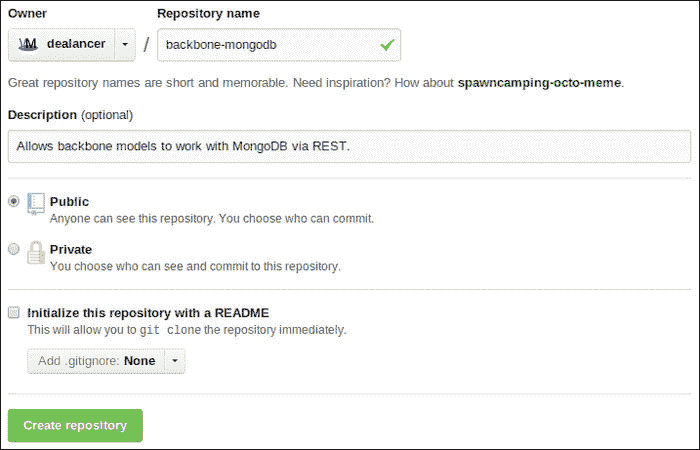 Owner Repository name
dealancer / backbone-mongodb
Great repository names are short and memorable. Need inspiration? How about spawncamping-octo-meme.
Description (optional)
Allows backbone models to work with MongoDB via REST.
Public
Anyone can see this repository. You choose who can commit.
Private
You choose who can see and commit to this repository.
Initialize this repository with a README
This will allow you to git clone the repository immediately.
Add .gitignore: None
Create repository